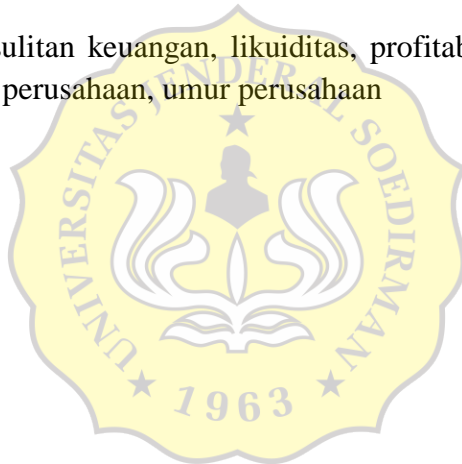 sulitan keuangan, likuiditas, profitab
perusahaan, umur perusahaan
UNIVERSITAS JENDERAL SOEDIRMAN
1963